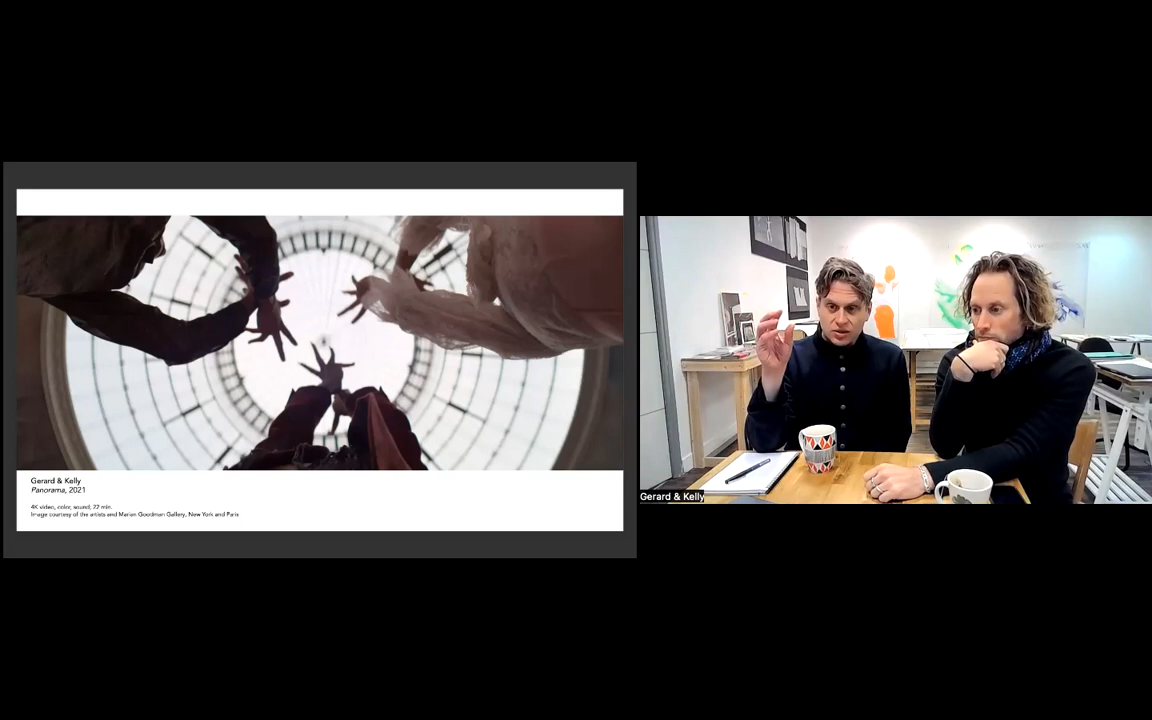 Gerard & Kelly
Panorama, 2021
4K video, color, sound, 22 min.
Image courtesy of the artists and Marian Goodman Gallery, New York and Paris
Gerard & Kelly